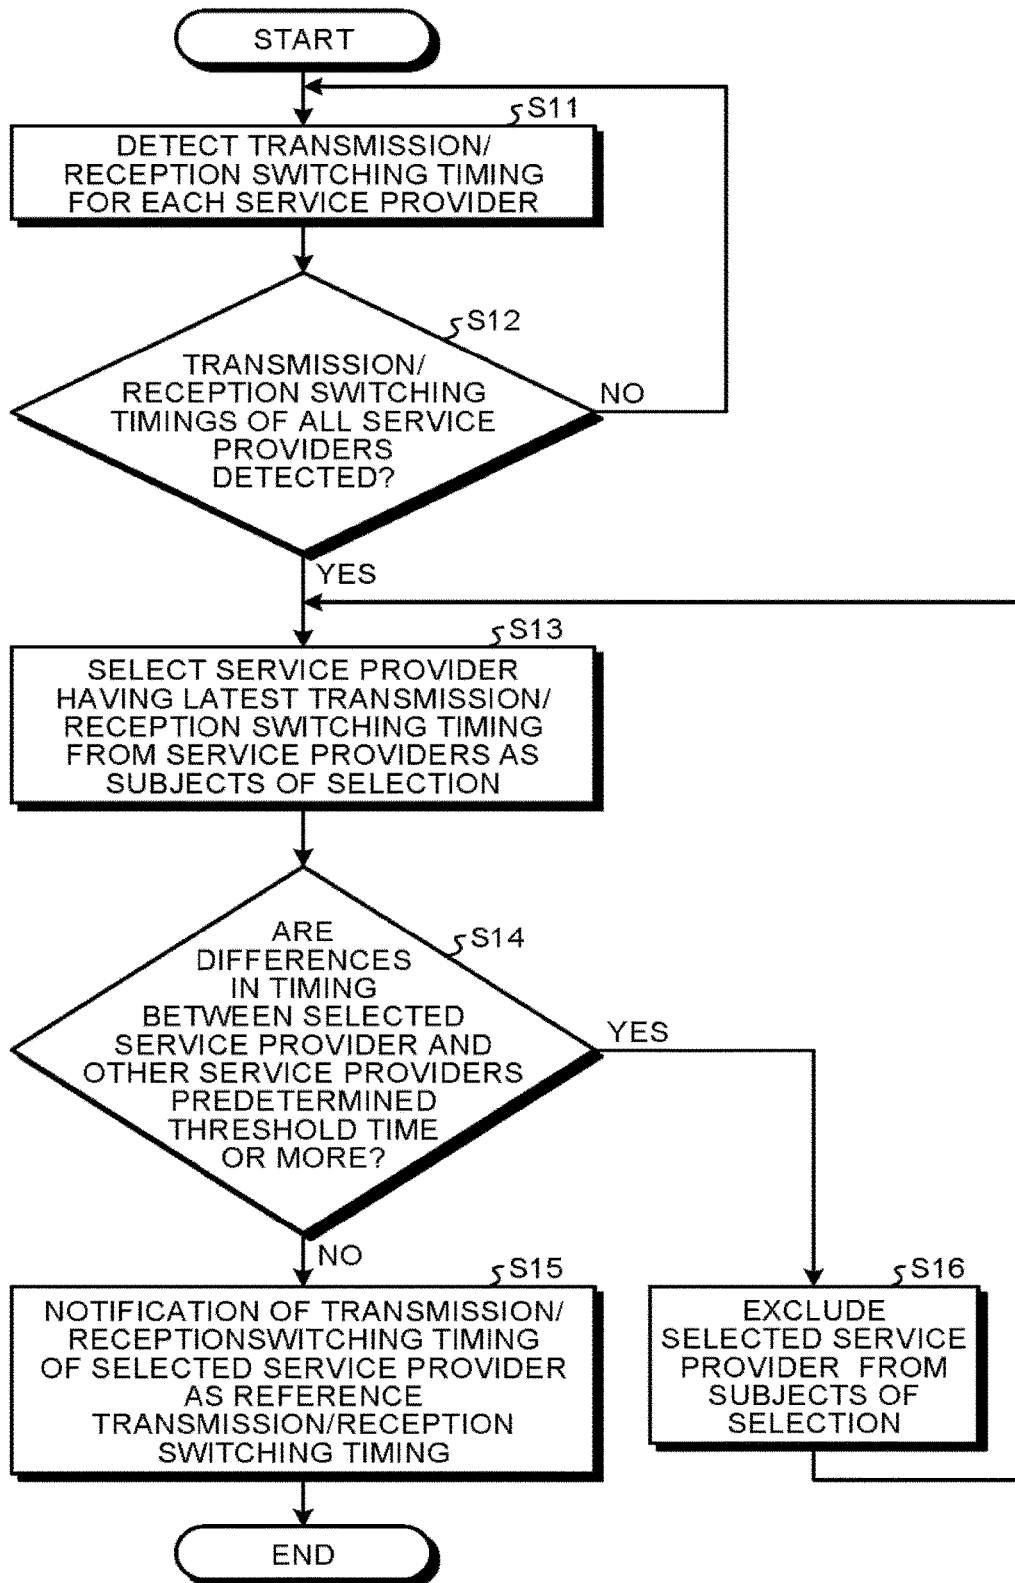 START
S11
DETECT TRANSMISSION/
RECEPTION SWITCHING TIMING
FOR EACH SERVICE PROVIDER
S12
TRANSMISSION/
RECEPTION SWITCHING
TIMINGS OF ALL SERVICE
PROVIDERS
DETECTED?
NO
YES
S13
SELECT SERVICE PROVIDER
HAVING LATEST TRANSMISSION/
RECEPTION SWITCHING TIMING
FROM SERVICE PROVIDERS AS
SUBJECTS OF SELECTION
S14
ARE
DIFFERENCES
IN TIMING
BETWEEN SELECTED
SERVICE PROVIDER AND
OTHER SERVICE PROVIDERS
PREDETERMINED
THRESHOLD TIME
OR MORE?
YES
NO
S15
NOTIFICATION OF TRANSMISSION/
RECEPTIONSWITCHING TIMING
OF SELECTED SERVICE PROVIDER
AS REFERENCE
TRANSMISSION/RECEPTION
SWITCHING TIMING
S16
EXCLUDE
SELECTED SERVICE
PROVIDER FROM
SUBJECTS OF
SELECTION
END